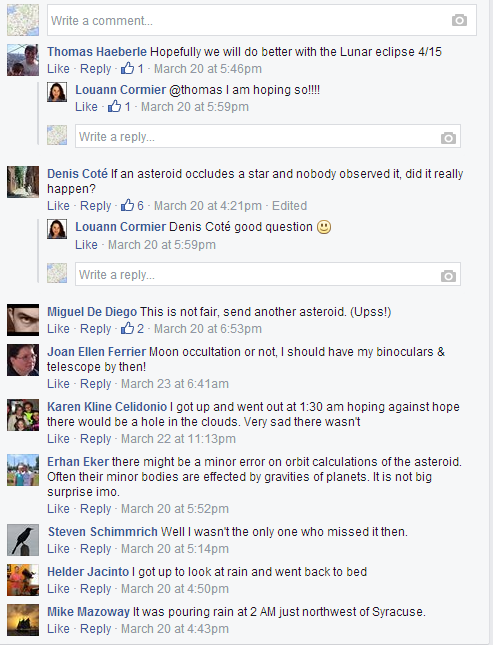 Write a comment...
Thomas Haeberle Hopefully we will do better with the Lunar eclipse 4/15
Like · Reply · 1 · March 20 at 5:46pm
Louann Cormier @thomas I am hoping so!!!!
Like · 1 · March 20 at 5:59pm
Write a reply...
Denis Coté If an asteroid occludes a star and nobody observed it, did it really
happen?
Like · Reply · 6 · March 20 at 4:21pm · Edited
Louann Cormier Denis Coté good question
Like · March 20 at 5:59pm
Write a reply...
Miguel De Diego This is not fair, send another asteroid. (Upss!)
Like · Reply · 2 · March 20 at 6:53pm
Joan Ellen Ferrier Moon occultation or not, I should have my binoculars &
telescope by then!
Like · Reply · March 23 at 6:41am
Karen Kline Celidonio I got up and went out at 1:30 am hoping against hope
there would be a hole in the clouds. Very sad there wasn't
Like · Reply · March 22 at 11:13pm
Erhan Eker there might be a minor error on orbit calculations of the asteroid.
Often their minor bodies are effected by gravities of planets. It is not big
surprise imo.
Like · Reply · March 20 at 5:52pm
Steven Schimmrich Well I wasn't the only one who missed it then.
Like · Reply · March 20 at 5:14pm
Helder Jacinto I got up to look at rain and went back to bed
Like · Reply · March 20 at 4:50pm
Mike Mazoway It was pouring rain at 2 AM just northwest of Syracuse.
Like · Reply · March 20 at 4:43pm